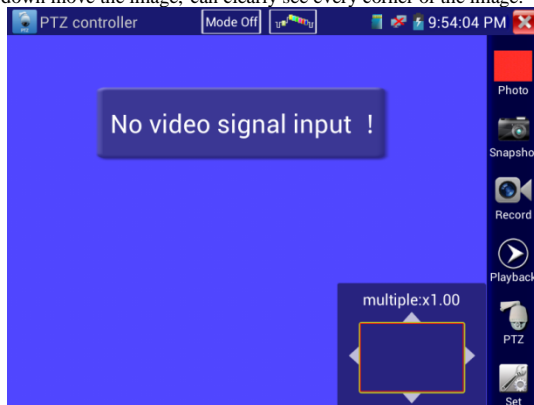 down move the image, can clearly see every corner of the image.
PTZ controller
Mode Off
9:54:04 PM
Photo
No video signal input !
Snapsho
Record
Playback
multiple:x1.00
PTZ
Set